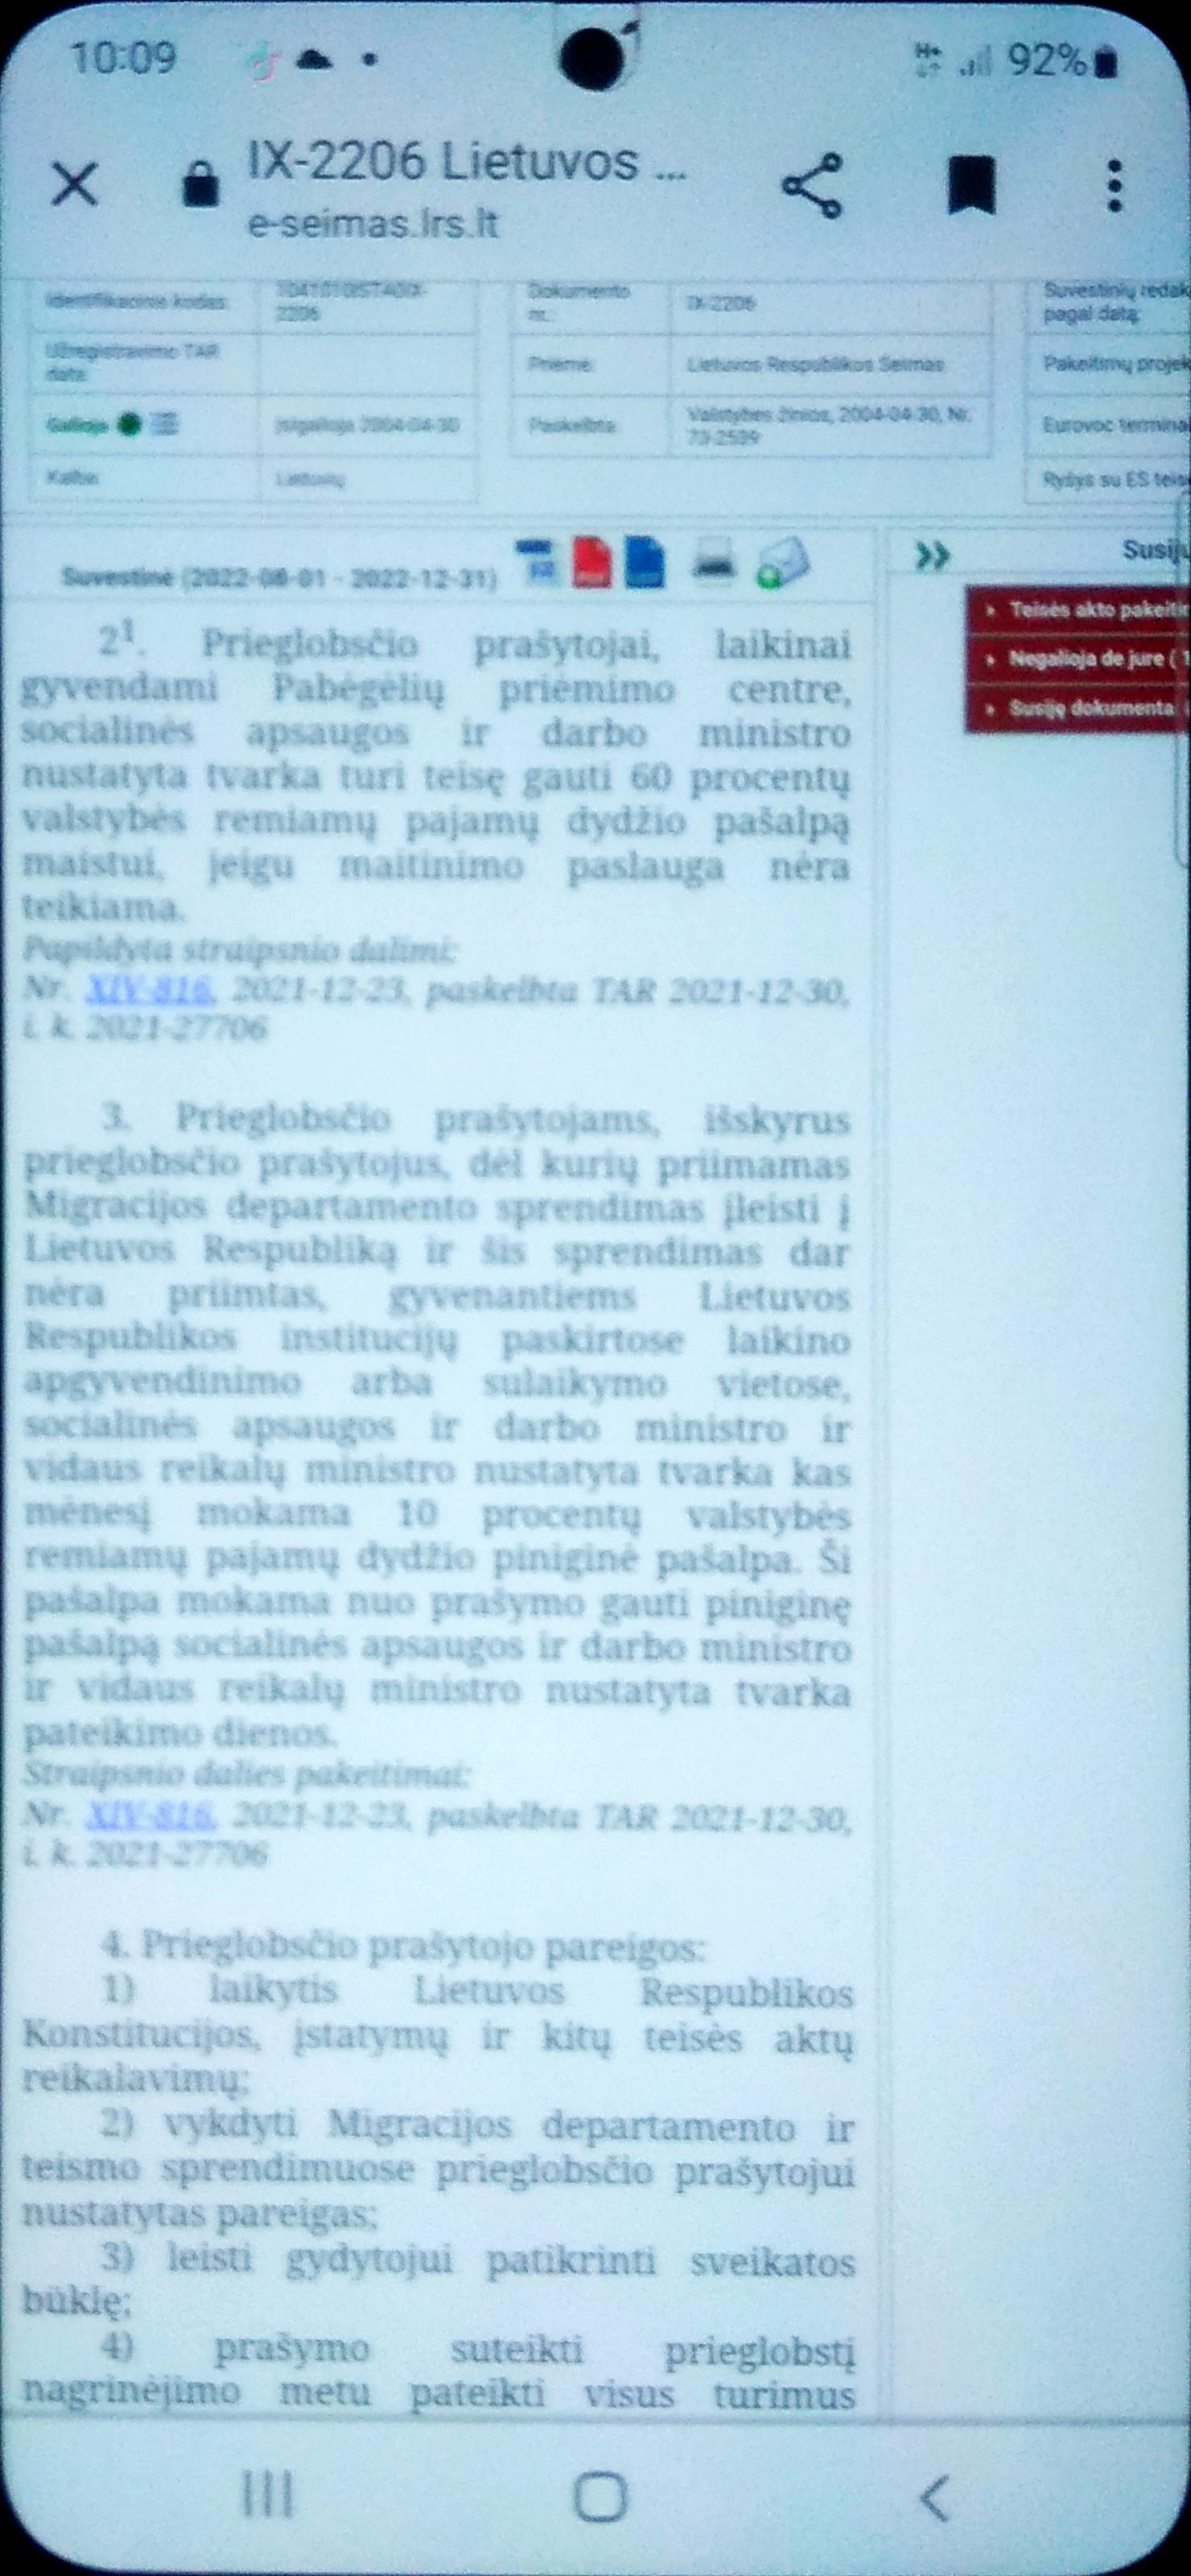 10:09
92%
IX-2206 Lietuvos ...
e-seimas.lrs.lt
Identifikacinis kodas:
2206
Dokumento
nr.:
IX-2206
Suvestinių redak
pagal datą:
Užregistravimo TAR
data:
Priėmė:
Lietuvos Respublikos Seimas
Pakeitimų projek
Galioja
Įsigalioja 2004-04-30
Paskelbta:
Valstybės žinios, 2004-04-30, Nr.
73-2539
Eurovoc termina
Kalba:
Lietuvių
Ryšys su ES teis
Suvestinė (2022-08-01 - 2022-12-31)
Susiju
Teisės akto pakeitim
Negalioja de jure ( 1
Susiję dokumenta
2¹. Prieglobsčio prašytojai, laikinai
gyvendami Pabėgėlių priėmimo centre,
socialinės apsaugos ir darbo ministro
nustatyta tvarka turi teisę gauti 60 procentų
valstybės remiamų pajamų dydžio pašalpą
maistui, jeigu maitinimo paslauga nėra
teikiama.
Papildyta straipsnio dalimi:
Nr. XIV-816, 2021-12-23, paskelbta TAR 2021-12-30,
i. k. 2021-27706
3. Prieglobsčio prašytojams, išskyrus
prieglobsčio prašytojus, dėl kurių priimamas
Migracijos departamento sprendimas įleisti į
Lietuvos Respubliką ir šis sprendimas dar
nėra priimtas, gyvenantiems Lietuvos
Respublikos institucijų paskirtose laikino
apgyvendinimo arba sulaikymo vietose,
socialinės apsaugos ir darbo ministro ir
vidaus reikalų ministro nustatyta tvarka kas
mėnesį mokama 10 procentų valstybės
remiamų pajamų dydžio piniginė pašalpa. Ši
pašalpa mokama nuo prašymo gauti piniginę
pašalpą socialinės apsaugos ir darbo ministro
ir vidaus reikalų ministro nustatyta tvarka
pateikimo dienos.
Straipsnio dalies pakeitimai:
Nr. XIV-816, 2021-12-23, paskelbta TAR 2021-12-30,
i. k. 2021-27706
4. Prieglobsčio prašytojo pareigos:
1) laikytis Lietuvos Respublikos
Konstitucijos, įstatymų ir kitų teisės aktų
reikalavimų;
2) vykdyti Migracijos departamento ir
teismo sprendimuose prieglobsčio prašytojui
nustatytas pareigas;
3) leisti gydytojui patikrinti sveikatos
būklę;
4) prašymo suteikti prieglobstį
nagrinėjimo metu pateikti visus turimus